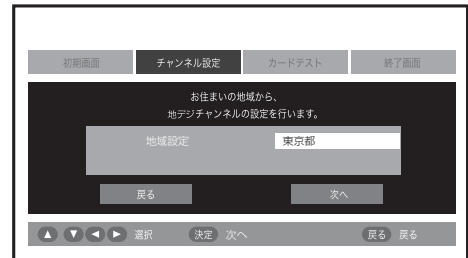 初期画面 チャンネル設定 カードテスト 終了画面
お住まいの地域から、
地デジチャンネルの設定を行います。
地域設定 東京都
戻る 次へ
▲ ▼ ◀ ▶ 選択 決定 次へ 戻る 戻る